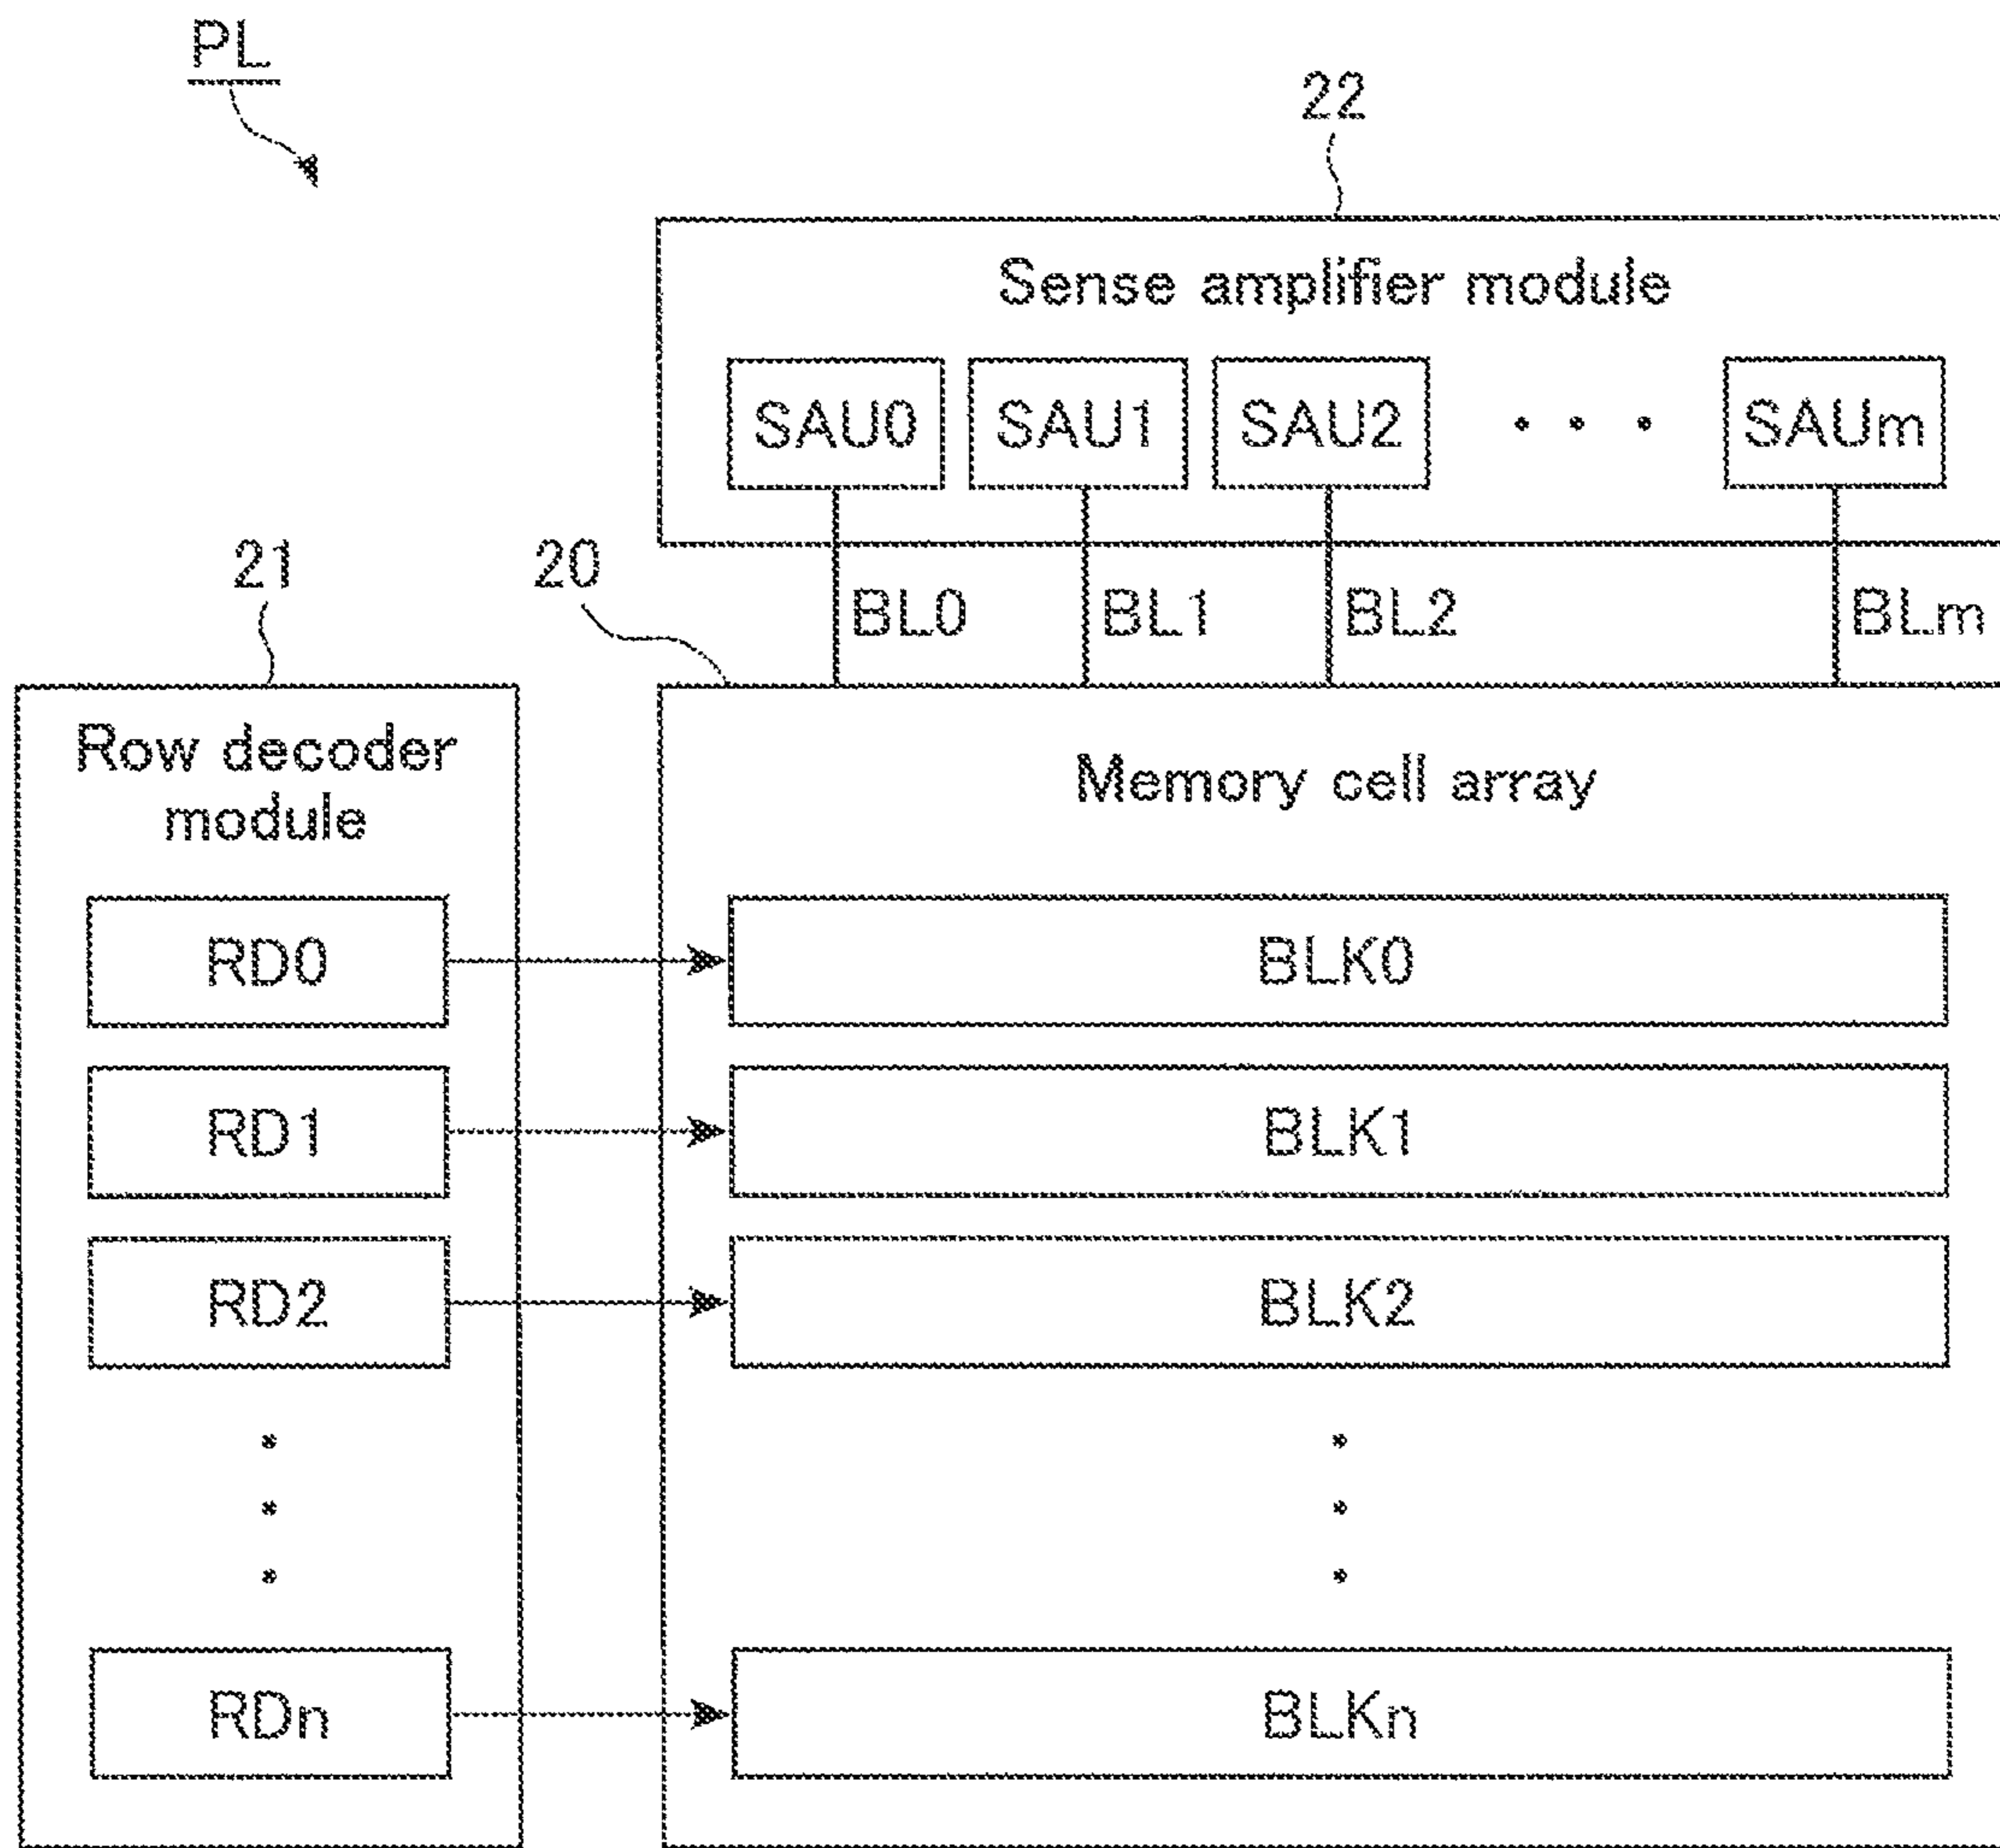 PL
22
Sense amplifier module
SAU0 SAU1 SAU2 • • • SAUm
21 20 BL0 BL1 BL2 BLm
Row decoder
module
Memory cell array
RD0 BLK0
RD1 BLK1
RD2 BLK2
RDn BLKn